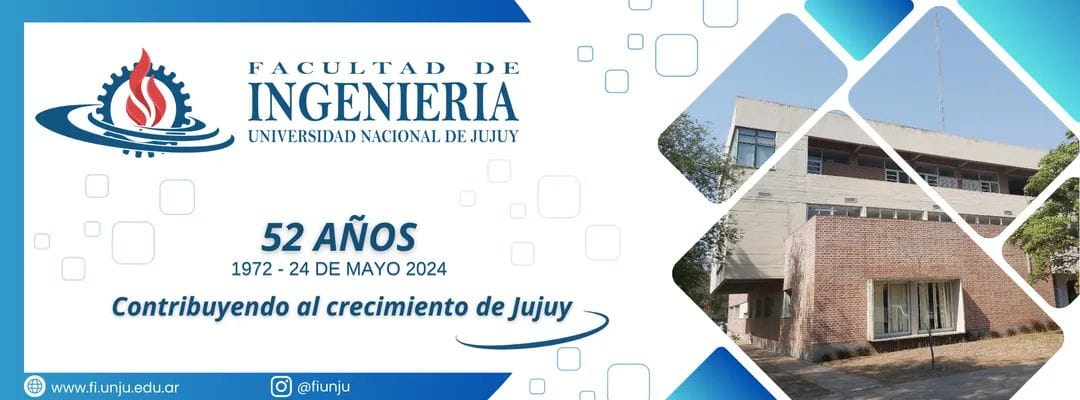 FACULTAD DE
INGENIERIA
UNIVERSIDAD NACIONAL DE JUJUY
52 AÑOS
1972 - 24 DE MAYO 2024
Contribuyendo al crecimiento de Jujuy
www.fi.unju.edu.ar
@fiunju